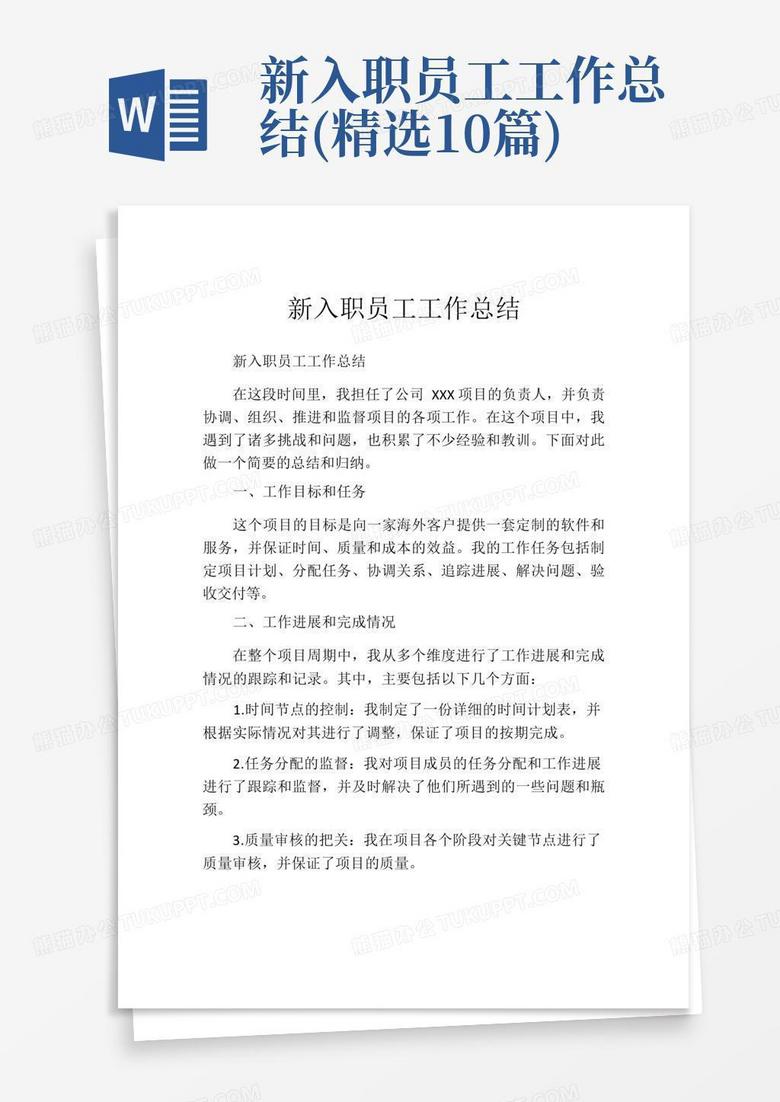 W
新入职员工工作总
结(精选10篇)
新入职员工工作总结
新入职员工工作总结
在这段时间里，我担任了公司 XXX 项目的负责人，并负责
协调、组织、推进和监督项目的各项工作。在这个项目中，我
遇到了诸多挑战和问题，也积累了不少经验和教训。下面对此
做一个简要的总结和归纳。
一、工作目标和任务
这个项目的目标是向一家海外客户提供一套定制的软件和
服务，并保证时间、质量和成本的效益。我的工作任务包括制
定项目计划、分配任务、协调关系、追踪进展、解决问题、验
收交付等。
二、工作进展和完成情况
在整个项目周期中，我从多个维度进行了工作进展和完成
情况的跟踪和记录。其中，主要包括以下几个方面：
1.时间节点的控制：我制定了一份详细的时间计划表，并
根据实际情况对其进行了调整，保证了项目的按期完成。
2.任务分配的监督：我对项目成员的任务分配和工作进展
进行了跟踪和监督，并及时解决了他们所遇到的一些问题和瓶
颈。
3.质量审核的把关：我在项目各个阶段对关键节点进行了
质量审核，并保证了项目的质量。
熊猫办公 TUKUPPT.COM